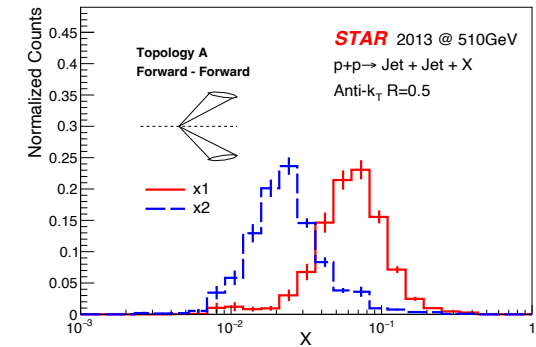 STAR 2013 @ 510GeV
p+p→ Jet + Jet + X
Anti-kT R=0.5
Topology A
Forward - Forward
x1
x2
Normalized Counts
0.45
0.4
0.35
0.3
0.25
0.2
0.15
0.1
0.05
0
10−3
10−2
10−1
1
X